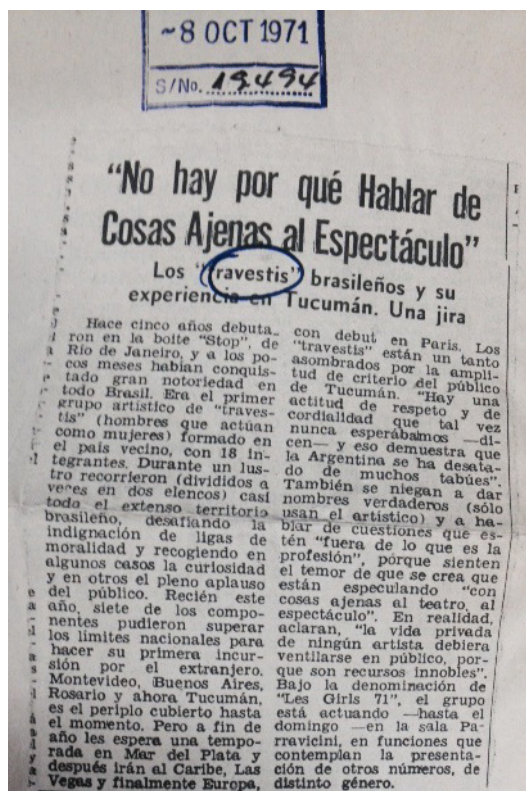 ~8 OCT 1971
S/No. 19494
"No hay por qué Hablar de
Cosas Ajenas al Espectáculo"
Los "Travestis" brasileños y su
experiencia en Tucumán. Una jira
Hace cinco años debuta-
ron en la boite "Stop", de
Río de Janeiro, y a los po-
cos meses habían conquis-
tado gran notoriedad en
todo Brasil. Era el primer
grupo artístico de "traves-
tis" (hombres que actúan
como mujeres) formado en
el país vecino, con 18 in-
tegrantes. Durante un lus-
tro recorrieron (divididos a
veces en dos elencos) casi
todo el extenso territorio
brasileño, desafiando la
indignación de ligas de
moralidad y recogiendo en
algunos casos la curiosidad
y en otros el pleno aplauso
del público. Recién este
año, siete de los compo-
nentes pudieron superar
los límites nacionales para
hacer su primera incur-
sión por el extranjero.
Montevideo, Buenos Aires,
Rosario y ahora Tucumán,
es el periplo cubierto hasta
el momento. Pero a fin de
año les espera una tempo-
rada en Mar del Plata y
después irán al Caribe, Las
Vegas y finalmente Europa,
con debut en París. Los
"travestis" están un tanto
asombrados por la ampli-
tud de criterio del público
de Tucumán. "Hay una
actitud de respeto y de
cordialidad que tal vez
nunca esperábamos —di-
cen— y eso demuestra que
la Argentina se ha desata-
do de muchos tabúes".
También se niegan a dar
nombres verdaderos (sólo
usan el artístico) y a ha-
blar de cuestiones que es-
tén "fuera de lo que es la
profesión", porque sienten
el temor de que se crea que
están especulando "con
cosas ajenas al teatro, al
espectáculo". En realidad,
aclaran, "la vida privada
de ningún artista debiera
ventilarse en público, por-
que son recursos innobles".
Bajo la denominación de
"Les Girls 71", el grupo
está actuando —hasta el
domingo —en la sala Pa-
rravicini, en funciones que
contemplan la presenta-
ción de otros números, de
distinto género.